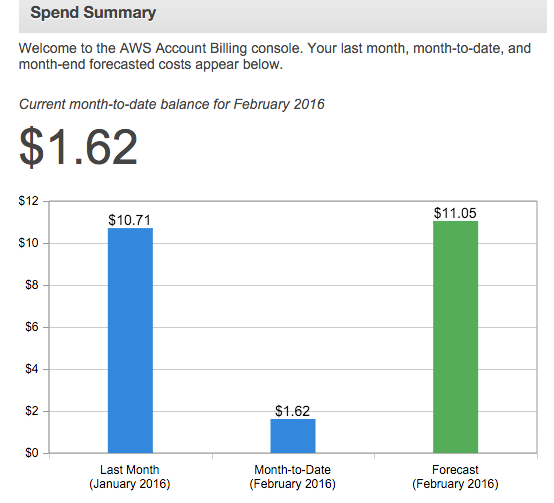 Spend Summary
Welcome to the AWS Account Billing console. Your last month, month-to-date, and
month-end forecasted costs appear below.
Current month-to-date balance for February 2016
$1.62
$12
$10
$8
$6
$4
$2
$0
$10.71
$1.62
$11.05
Last Month
(January 2016)
Month-to-Date
(February 2016)
Forecast
(February 2016)